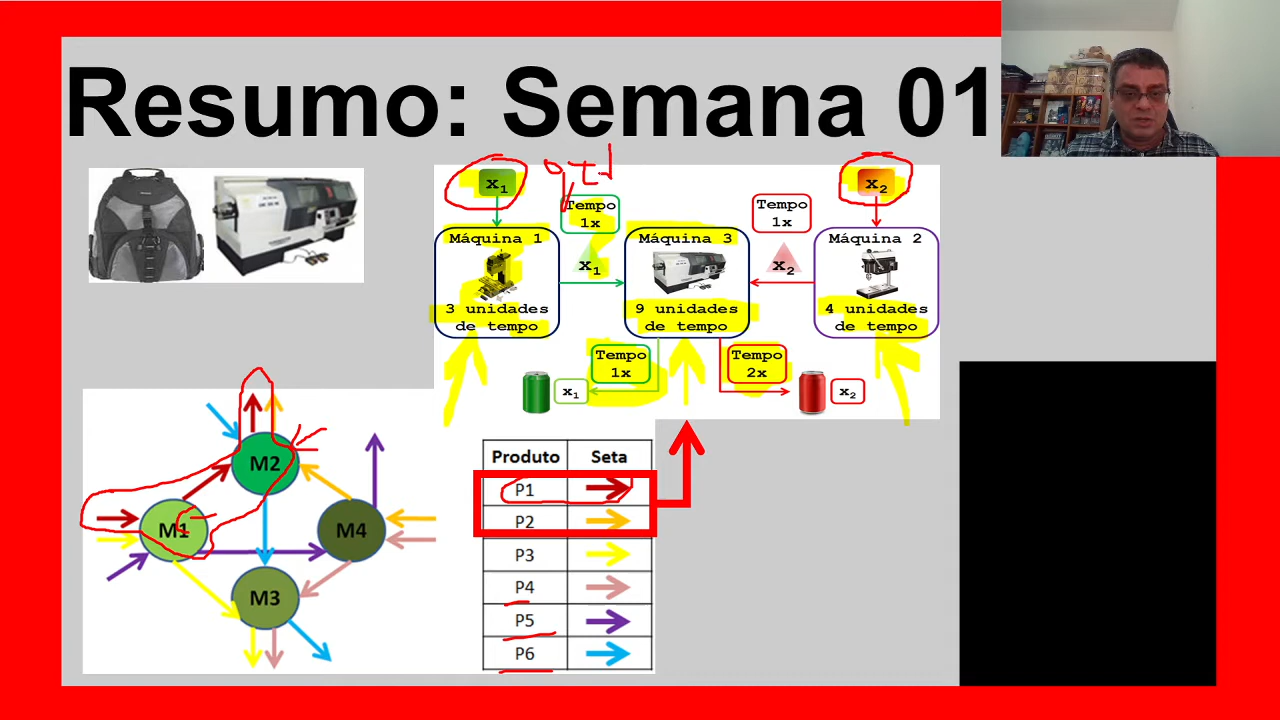 Resumo: Semana 01
x1
qtd
x2
Tempo
1x
Tempo
1x
Máquina 1
Máquina 3
Máquina 2
x1
x2
3 unidades
de tempo
9 unidades
de tempo
4 unidades
de tempo
Tempo
1x
Tempo
2x
x1
x2
M2
M1
M4
M3
Produto Seta
P1
P2
P3
P4
P5
P6